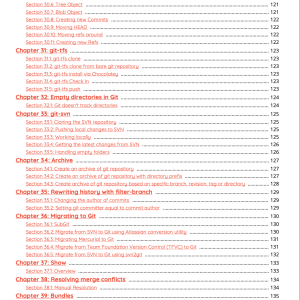 Section 30.6: Tree Object 121
Section 30.7: Blob Object 121
Section 30.8: Creating new Commits 122
Section 30.9: Moving HEAD 122
Section 30.10: Moving refs around 122
Section 30.11: Creating new Refs 122
Chapter 31: git-tfs 123
Section 31.1: git-tfs clone 123
Section 31.2: git-tfs clone from bare git repository 123
Section 31.3: git-tfs install via Chocolatey 123
Section 31.4: git-tfs Check In 123
Section 31.5: git-tfs push 123
Chapter 32: Empty directories in Git 124
Section 32.1: Git doesn't track directories 124
Chapter 33: git-svn 125
Section 33.1: Cloning the SVN repository 125
Section 33.2: Pushing local changes to SVN 125
Section 33.3: Working locally 125
Section 33.4: Getting the latest changes from SVN 126
Section 33.5: Handling empty folders 126
Chapter 34: Archive 127
Section 34.1: Create an archive of git repository 127
Section 34.2: Create an archive of git repository with directory prefix 127
Section 34.3: Create archive of git repository based on specific branch, revision, tag or directory 128
Chapter 35: Rewriting history with filter-branch 129
Section 35.1: Changing the author of commits 129
Section 35.2: Setting git committer equal to commit author 129
Chapter 36: Migrating to Git 130
Section 36.1: SubGit 130
Section 36.2: Migrate from SVN to Git using Atlassian conversion utility 130
Section 36.3: Migrating Mercurial to Git 131
Section 36.4: Migrate from Team Foundation Version Control (TFVC) to Git 131
Section 36.5: Migrate from SVN to Git using svn2git 132
Chapter 37: Show 133
Section 37.1: Overview 133
Chapter 38: Resolving merge conflicts 134
Section 38.1: Manual Resolution 134
Chapter 39: Bundles 135